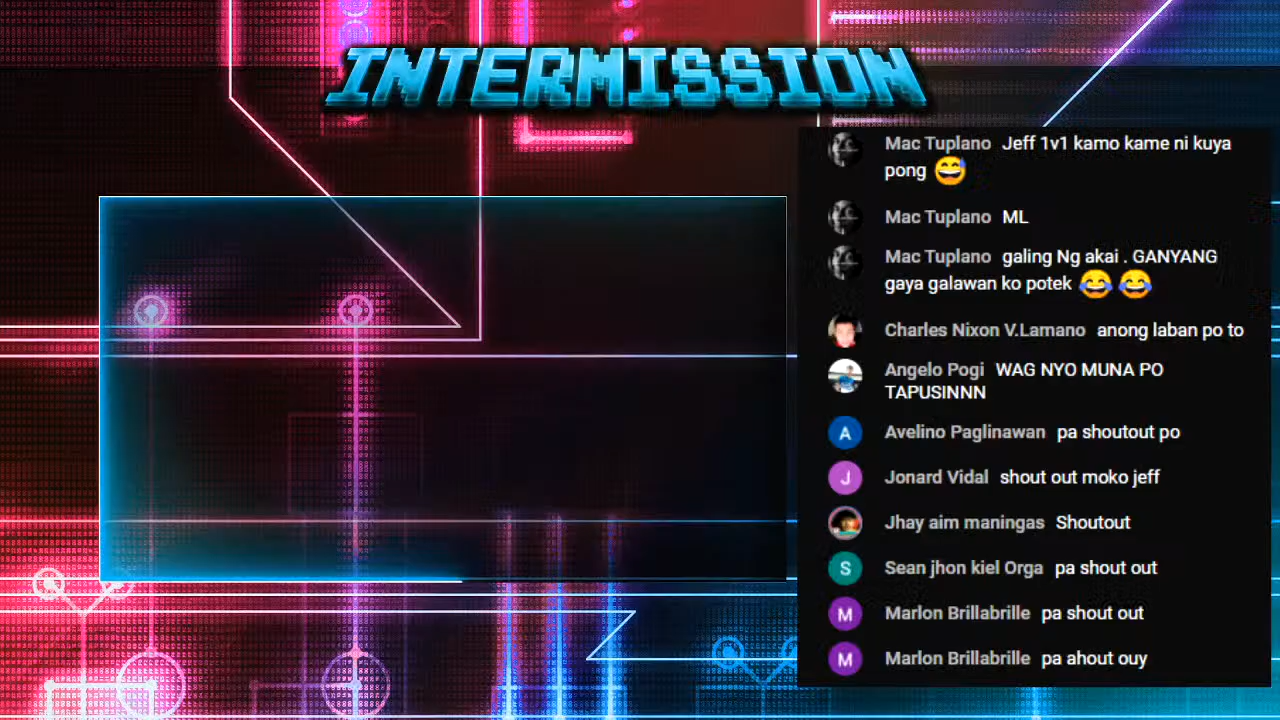 INTERMISSION
Mac Tuplano Jeff 1v1 kamo kame ni kuya
pong 😅
Mac Tuplano ML
Mac Tuplano galing Ng akai . GANYANG
gaya galawan ko potek 😂 😂
Charles Nixon V.Lamano anong laban po to
Angelo Pogi WAG NYO MUNA PO
TAPUSINNN
A Avelino Paglinawan pa shoutout po
J Jonard Vidal shout out moko jeff
Jhay aim maningas Shoutout
S Sean jhon kiel Orga pa shout out
M Marlon Brillabrille pa shout out
M Marlon Brillabrille pa ahout ouy